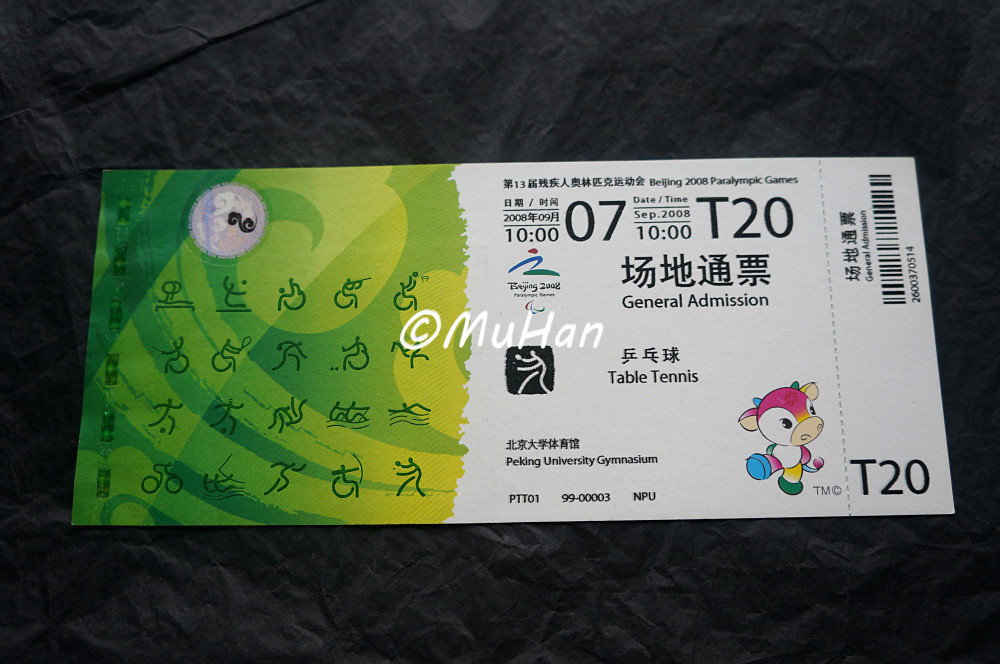 第13届残疾人奥林匹克运动会 Beijing 2008 Paralympic Games
日期 / 时间
2008年09月
10:00
07
Date / Time
Sep.2008
10:00
T20
场地通票
General Admission
Beijing 2008
Paralympic Games
©MuHan
乒乓球
Table Tennis
北京大学体育馆
Peking University Gymnasium
PTT01 99-00003 NPU
TM©
场地通票
General Admission
2600370514
T20